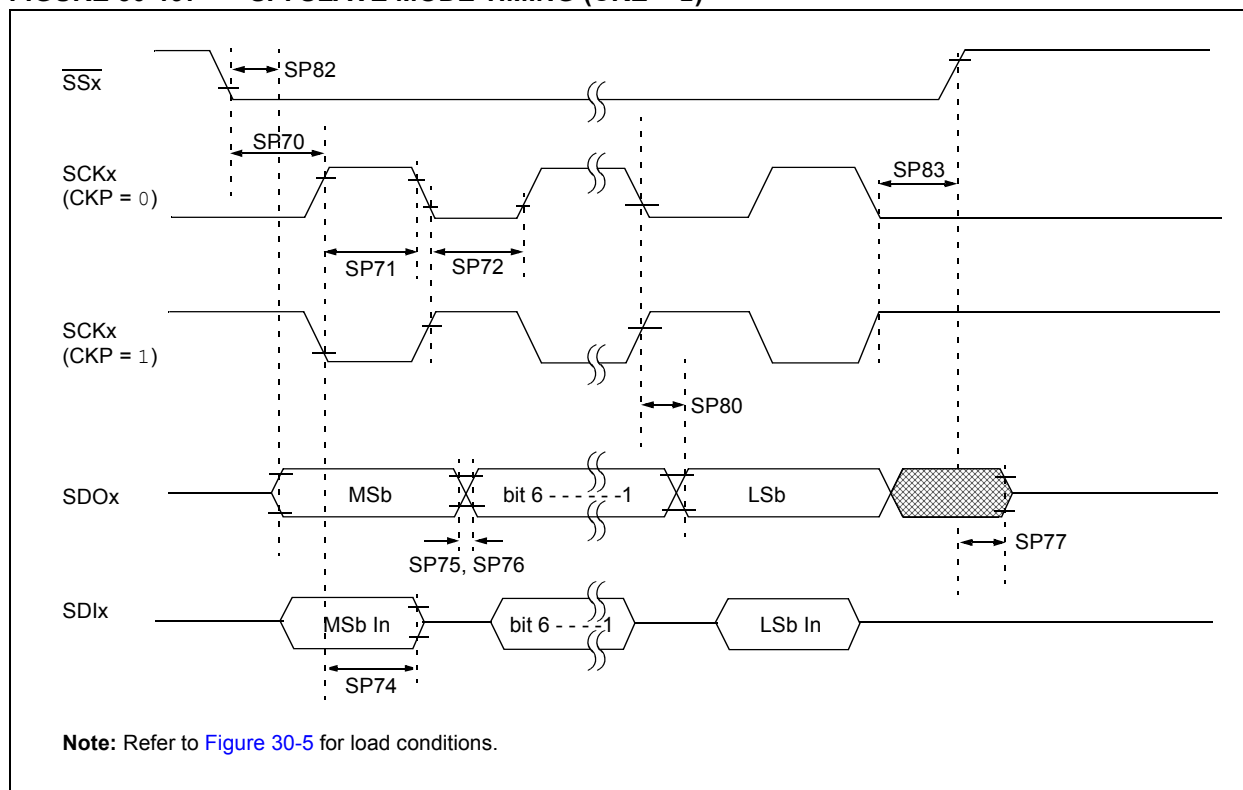 SSx
SP82
SP70
SCKx
(CKP = 0)
SP83
SP71
SP72
SCKx
(CKP = 1)
SP80
SDOx
MSb
bit 6 - - - - - -1
LSb
SP75, SP76
SP77
SDIx
MSb In
bit 6 - - - -1
LSb In
SP74
Note: Refer to Figure 30-5 for load conditions.